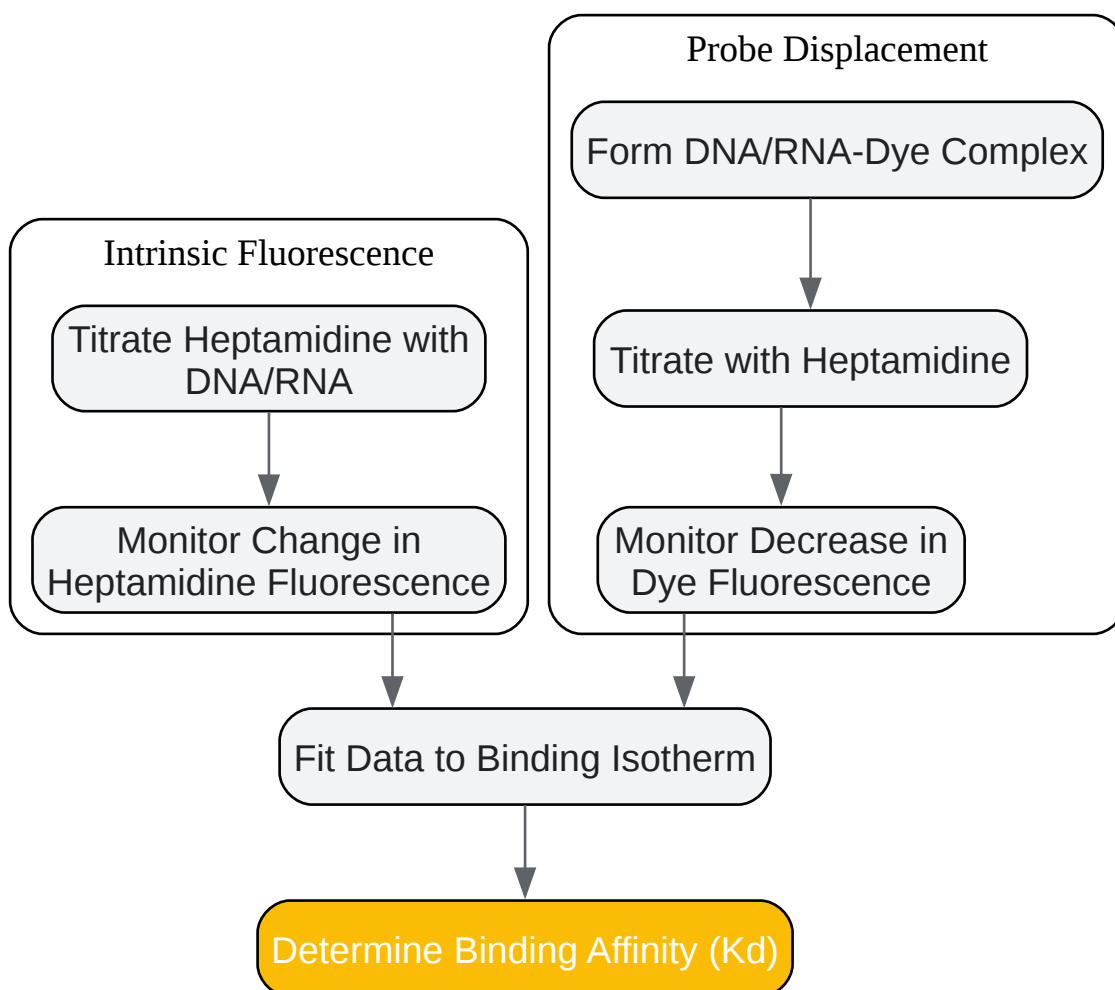 Probe Displacement
Form DNA/RNA-Dye Complex
Intrinsic Fluorescence
Titrate Heptamidine with
DNA/RNA
Titrate with Heptamidine
Monitor Change in
Heptamidine Fluorescence
Monitor Decrease in
Dye Fluorescence
Fit Data to Binding Isotherm
Determine Binding Affinity (Kd)